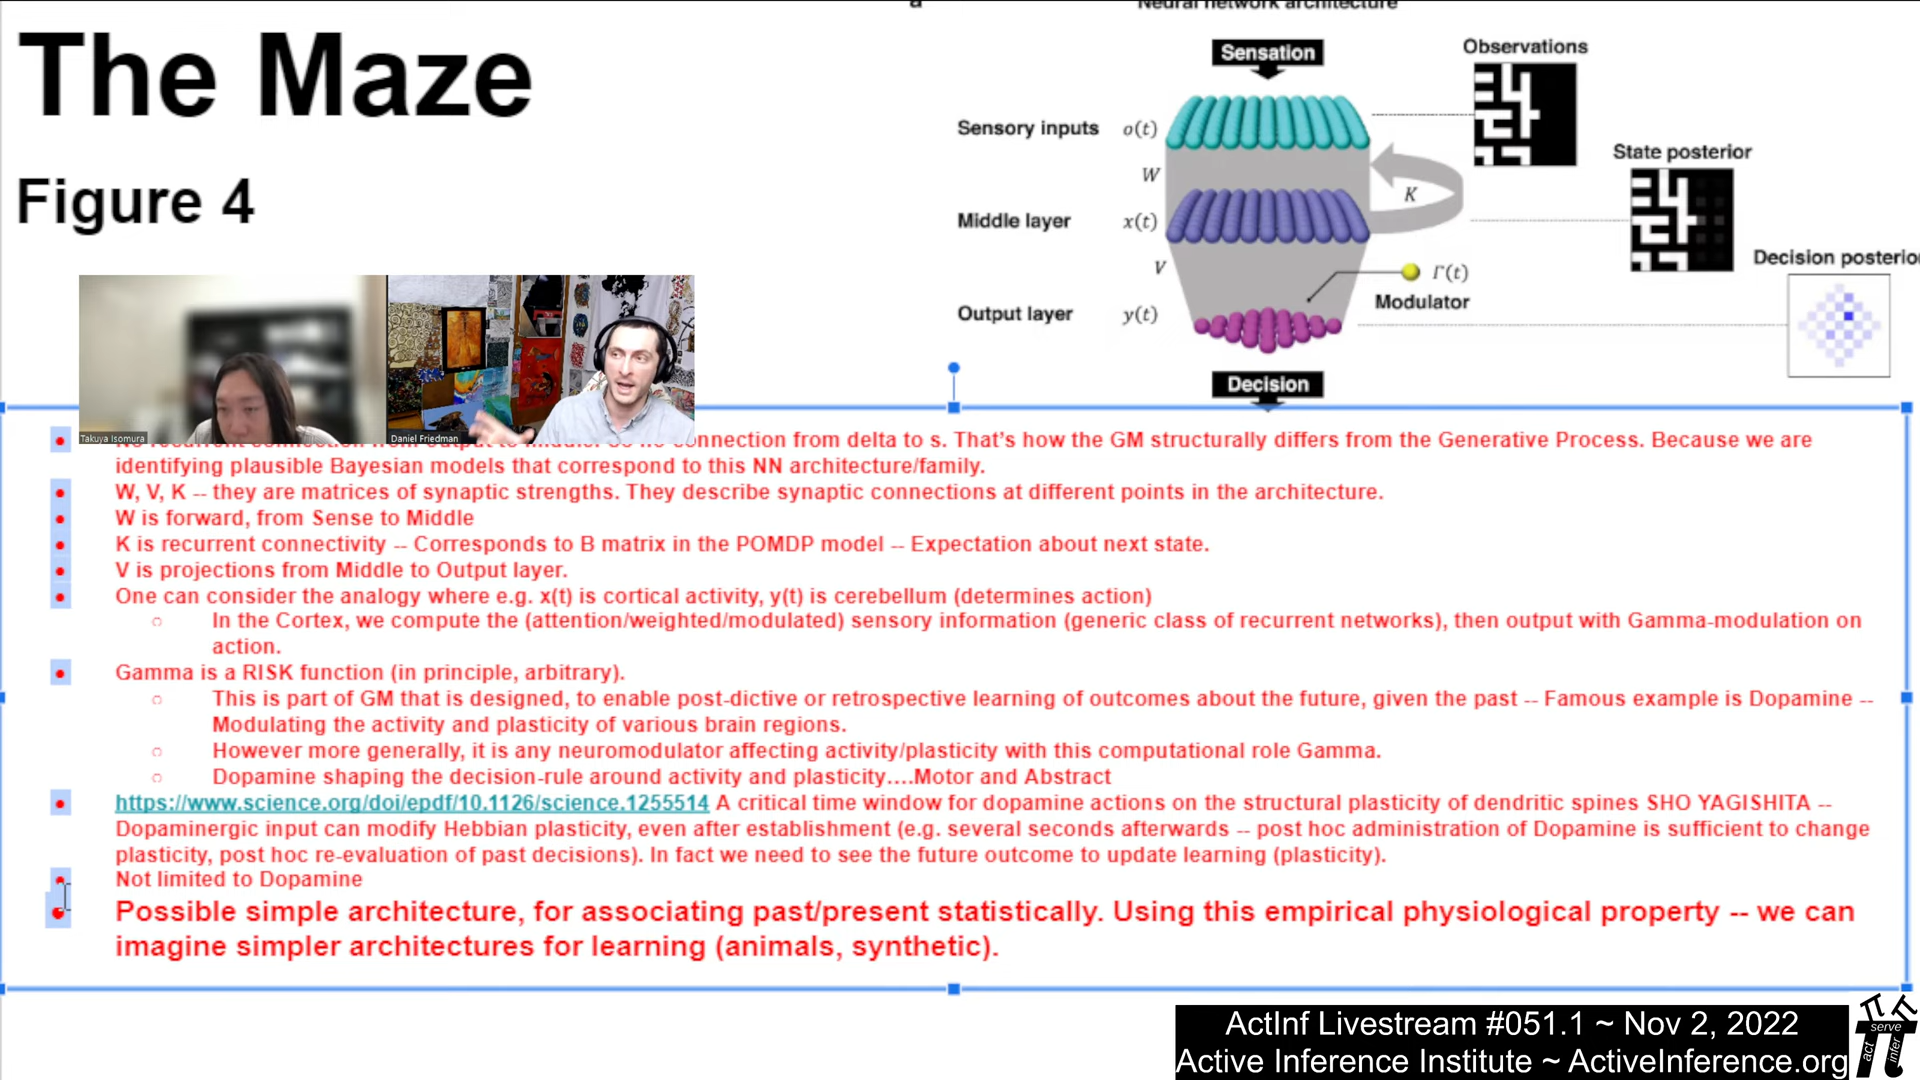 The Maze
Figure 4
Sensation
Observations
Sensory inputs o(t)
W
State posterior
K
Middle layer x(t)
V
Γ(t)
Modulator
Decision posterior
Output layer y(t)
Decision
Takuya Isomura
Daniel Friedman
connection from delta to s. That's how the GM structurally differs from the Generative Process. Because we are
identifying plausible Bayesian models that correspond to this NN architecture/family.
W, V, K -- they are matrices of synaptic strengths. They describe synaptic connections at different points in the architecture.
W is forward, from Sense to Middle
K is recurrent connectivity -- Corresponds to B matrix in the POMDP model -- Expectation about next state.
V is projections from Middle to Output layer.
One can consider the analogy where e.g. x(t) is cortical activity, y(t) is cerebellum (determines action)
In the Cortex, we compute the (attention/weighted/modulated) sensory information (generic class of recurrent networks), then output with Gamma-modulation on
action.
Gamma is a RISK function (in principle, arbitrary).
This is part of GM that is designed, to enable post-dictive or retrospective learning of outcomes about the future, given the past -- Famous example is Dopamine --
Modulating the activity and plasticity of various brain regions.
However more generally, it is any neuromodulator affecting activity/plasticity with this computational role Gamma.
Dopamine shaping the decision-rule around activity and plasticity....Motor and Abstract
https://www.science.org/doi/epdf/10.1126/science.1255514 A critical time window for dopamine actions on the structural plasticity of dendritic spines SHO YAGISHITA --
Dopaminergic input can modify Hebbian plasticity, even after establishment (e.g. several seconds afterwards -- post hoc administration of Dopamine is sufficient to change
plasticity, post hoc re-evaluation of past decisions). In fact we need to see the future outcome to update learning (plasticity).
Not limited to Dopamine
Possible simple architecture, for associating past/present statistically. Using this empirical physiological property -- we can
imagine simpler architectures for learning (animals, synthetic).
ActInf Livestream #051.1 ~ Nov 2, 2022
Active Inference Institute ~ ActiveInference.org
serve
act
infer